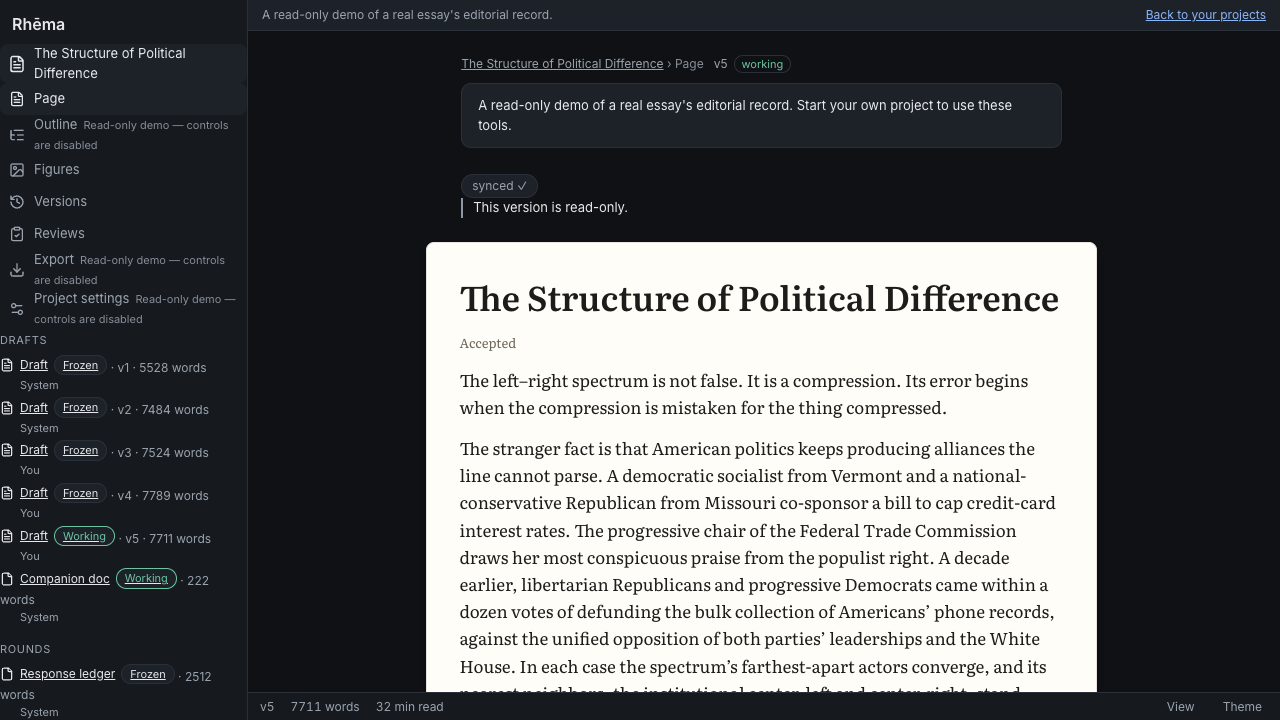 Rhēma
The Structure of Political
Difference
Page
Outline Read-only demo — controls
are disabled
Figures
Versions
Reviews
Export Read-only demo — controls
are disabled
Project settings Read-only demo —
controls are disabled
DRAFTS
Draft Frozen · v1 · 5528 words
System
Draft Frozen · v2 · 7484 words
System
Draft Frozen · v3 · 7524 words
You
Draft Frozen · v4 · 7789 words
You
Draft Working · v5 · 7711 words
You
Companion doc Working · 222
words
System
ROUNDS
Response ledger Frozen · 2512
words
System
A read-only demo of a real essay's editorial record.
Back to your projects
The Structure of Political Difference › Page v5 working
A read-only demo of a real essay's editorial record. Start your own project to use these
tools.
synced ✓
This version is read-only.
The Structure of Political Difference
Accepted
The left–right spectrum is not false. It is a compression. Its error begins
when the compression is mistaken for the thing compressed.
The stranger fact is that American politics keeps producing alliances the
line cannot parse. A democratic socialist from Vermont and a national-
conservative Republican from Missouri co-sponsor a bill to cap credit-card
interest rates. The progressive chair of the Federal Trade Commission
draws her most conspicuous praise from the populist right. A decade
earlier, libertarian Republicans and progressive Democrats came within a
dozen votes of defunding the bulk collection of Americans’ phone records,
against the unified opposition of both parties’ leaderships and the White
House. In each case the spectrum’s farthest-apart actors converge, and its
nearest neighbors, the institutional center-left and center-right, stand
v5 7711 words 32 min read
View Theme